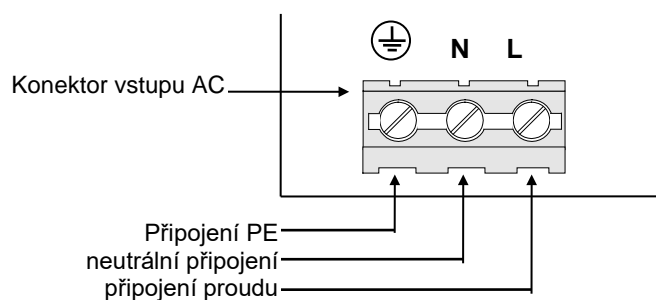 N L
Konektor vstupu AC
Připojení PE
neutrální připojení
připojení proudu